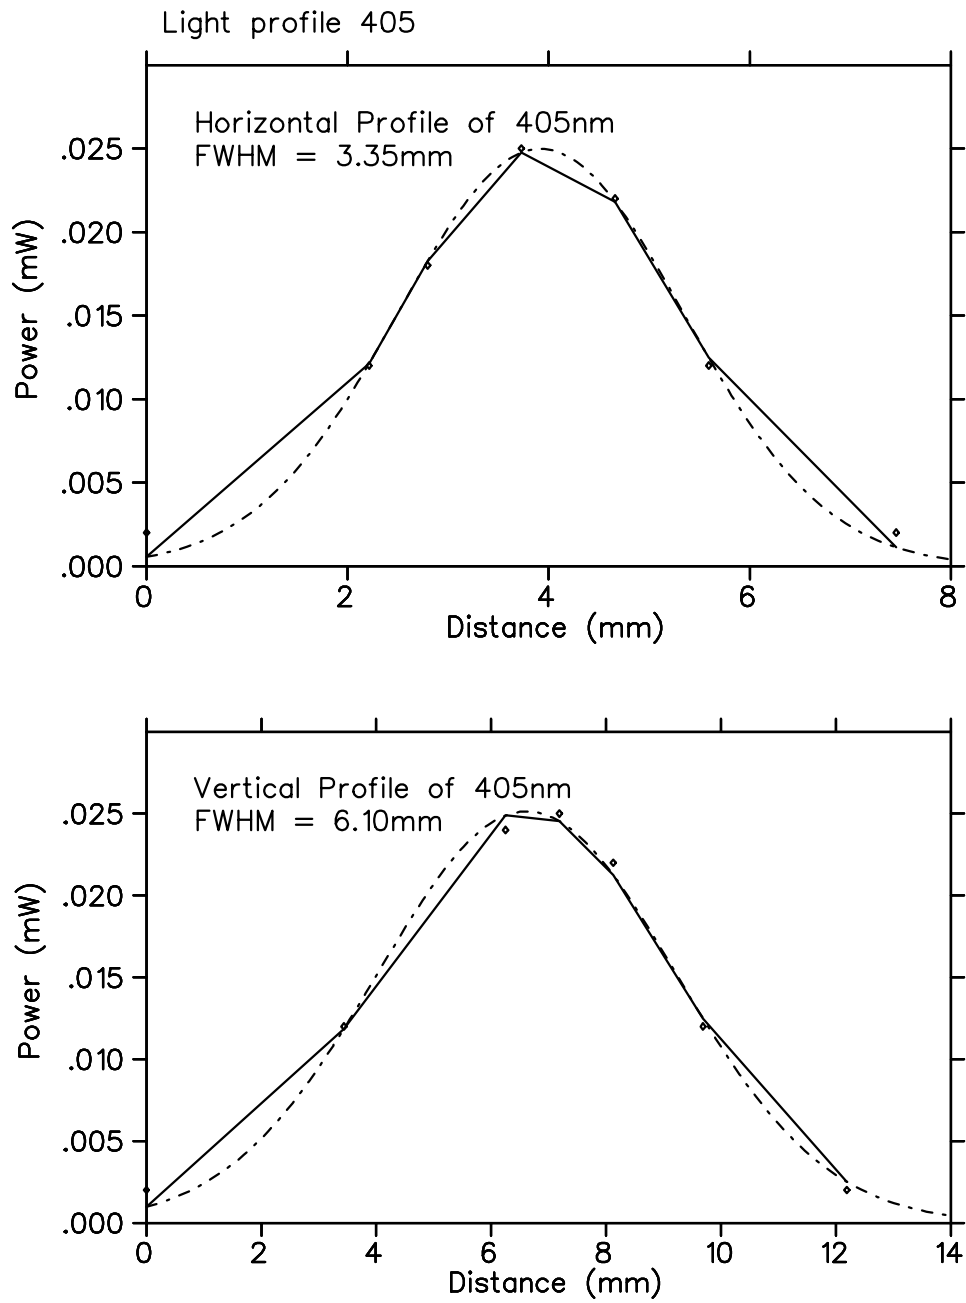 Light profile 405
Horizontal Profile of 405nm
FWHM = 3.35mm
.025
.020
.015
.010
.005
.000
Power (mW)
0 2 4 6 8
Distance (mm)
Vertical Profile of 405nm
FWHM = 6.10mm
.025
.020
.015
.010
.005
.000
Power (mW)
0 2 4 6 8 10 12 14
Distance (mm)